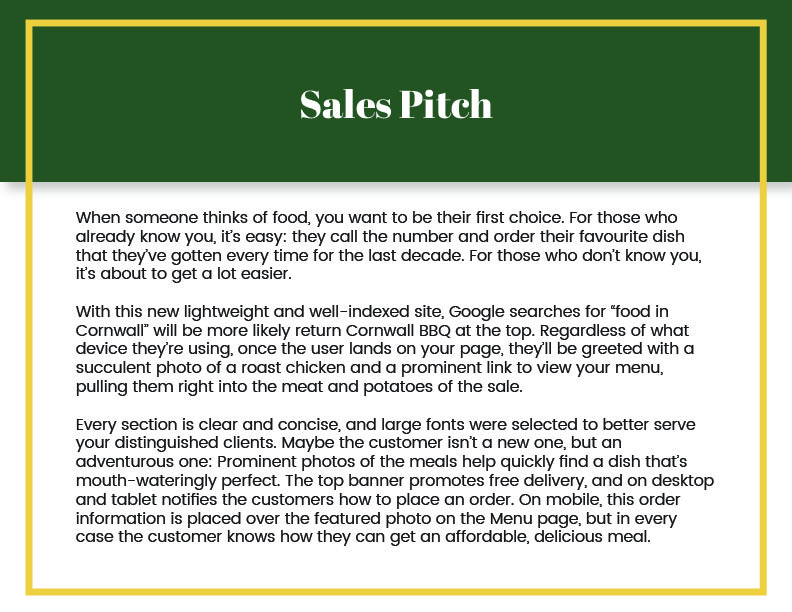 Sales Pitch
When someone thinks of food, you want to be their first choice. For those who
already know you, it's easy: they call the number and order their favourite dish
that they've gotten every time for the last decade. For those who don't know you,
it's about to get a lot easier.
With this new lightweight and well-indexed site, Google searches for “food in
Cornwall” will be more likely return Cornwall BBQ at the top. Regardless of what
device they're using, once the user lands on your page, they'll be greeted with a
succulent photo of a roast chicken and a prominent link to view your menu,
pulling them right into the meat and potatoes of the sale.
Every section is clear and concise, and large fonts were selected to better serve
your distinguished clients. Maybe the customer isn't a new one, but an
adventurous one: Prominent photos of the meals help quickly find a dish that's
mouth-wateringly perfect. The top banner promotes free delivery, and on desktop
and tablet notifies the customers how to place an order. On mobile, this order
information is placed over the featured photo on the Menu page, but in every
case the customer knows how they can get an affordable, delicious meal.